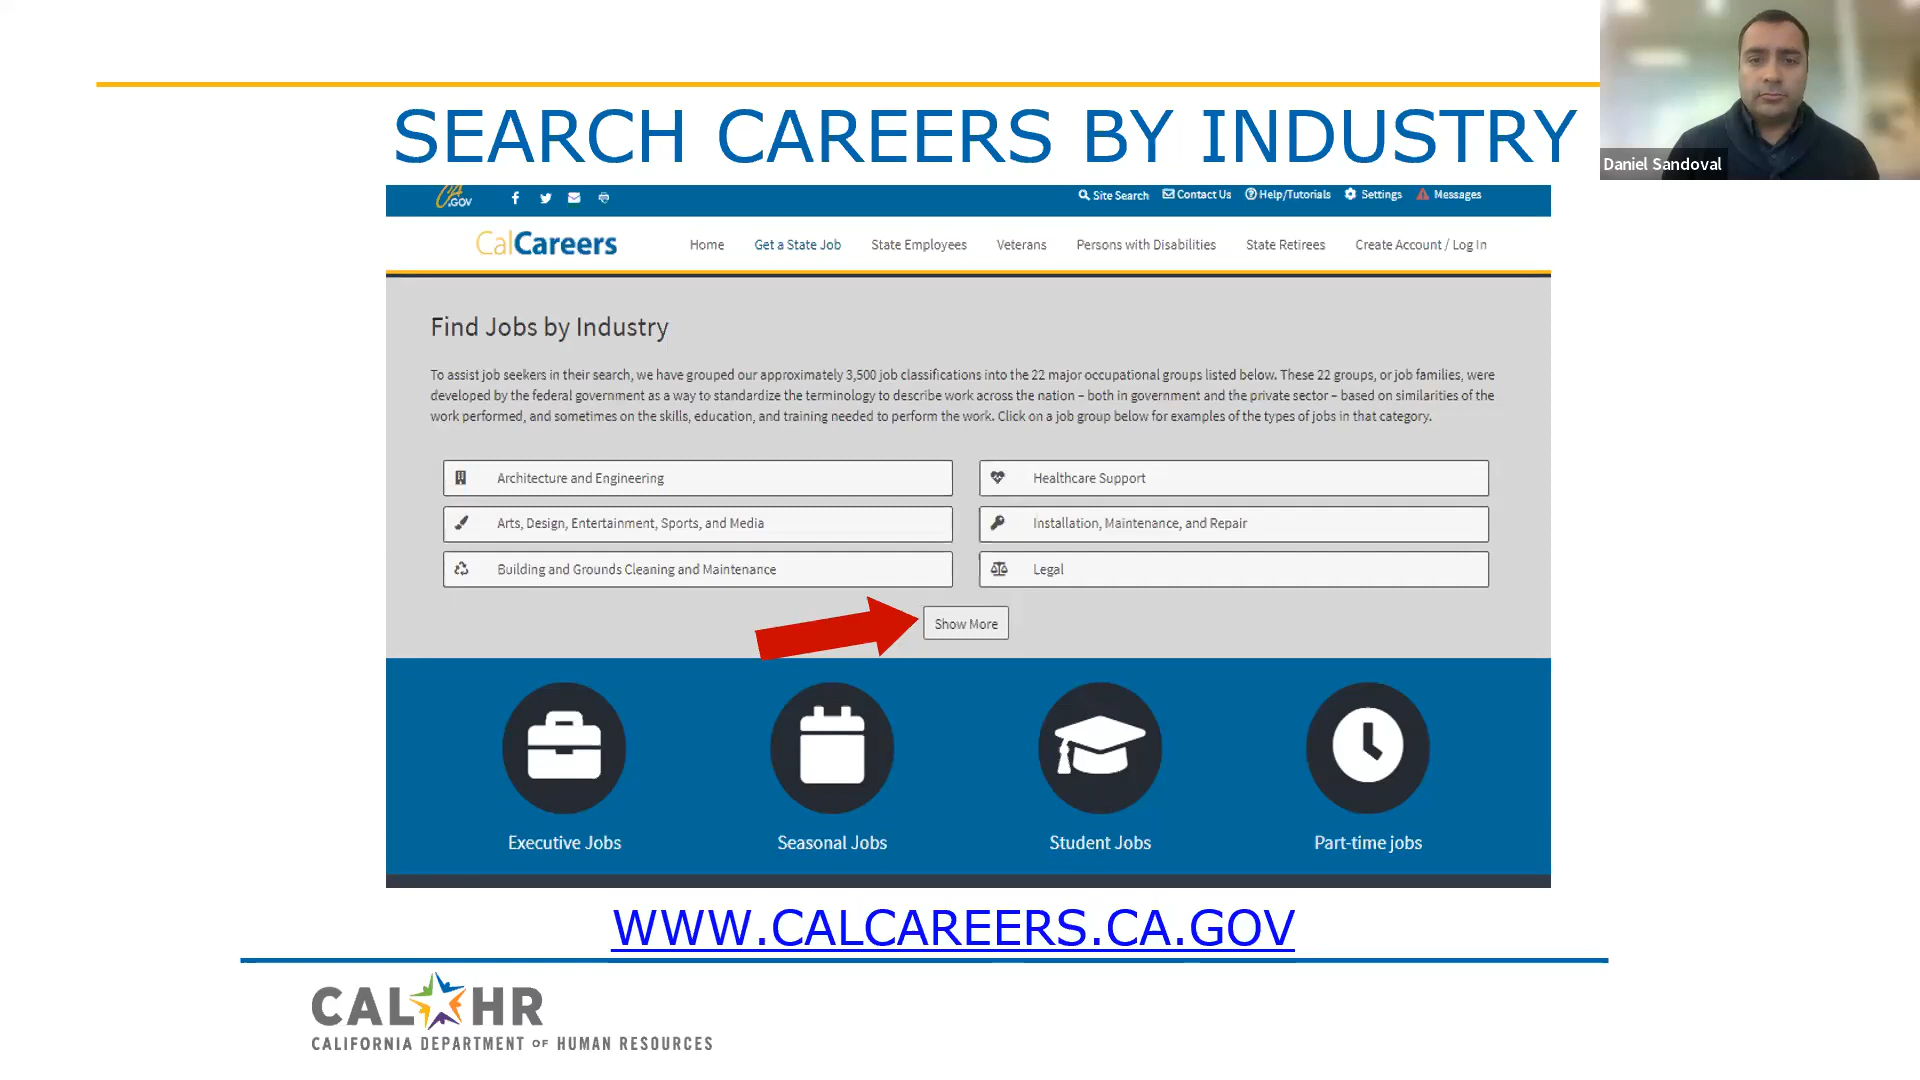 SEARCH CAREERS BY INDUSTRY
Daniel Sandoval
CA
.GOV
Site Search
Contact Us
Help/Tutorials
Settings
Messages
CalCareers
Home
Get a State Job
State Employees
Veterans
Persons with Disabilities
State Retirees
Create Account / Log In
Find Jobs by Industry
To assist job seekers in their search, we have grouped our approximately 3,500 job classifications into the 22 major occupational groups listed below. These 22 groups, or job families, were
developed by the federal government as a way to standardize the terminology to describe work across the nation – both in government and the private sector – based on similarities of the
work performed, and sometimes on the skills, education, and training needed to perform the work. Click on a job group below for examples of the types of jobs in that category.
Architecture and Engineering
Healthcare Support
Arts, Design, Entertainment, Sports, and Media
Installation, Maintenance, and Repair
Building and Grounds Cleaning and Maintenance
Legal
Show More
Executive Jobs
Seasonal Jobs
Student Jobs
Part-time jobs
WWW.CALCAREERS.CA.GOV
CAL HR
CALIFORNIA DEPARTMENT OF HUMAN RESOURCES